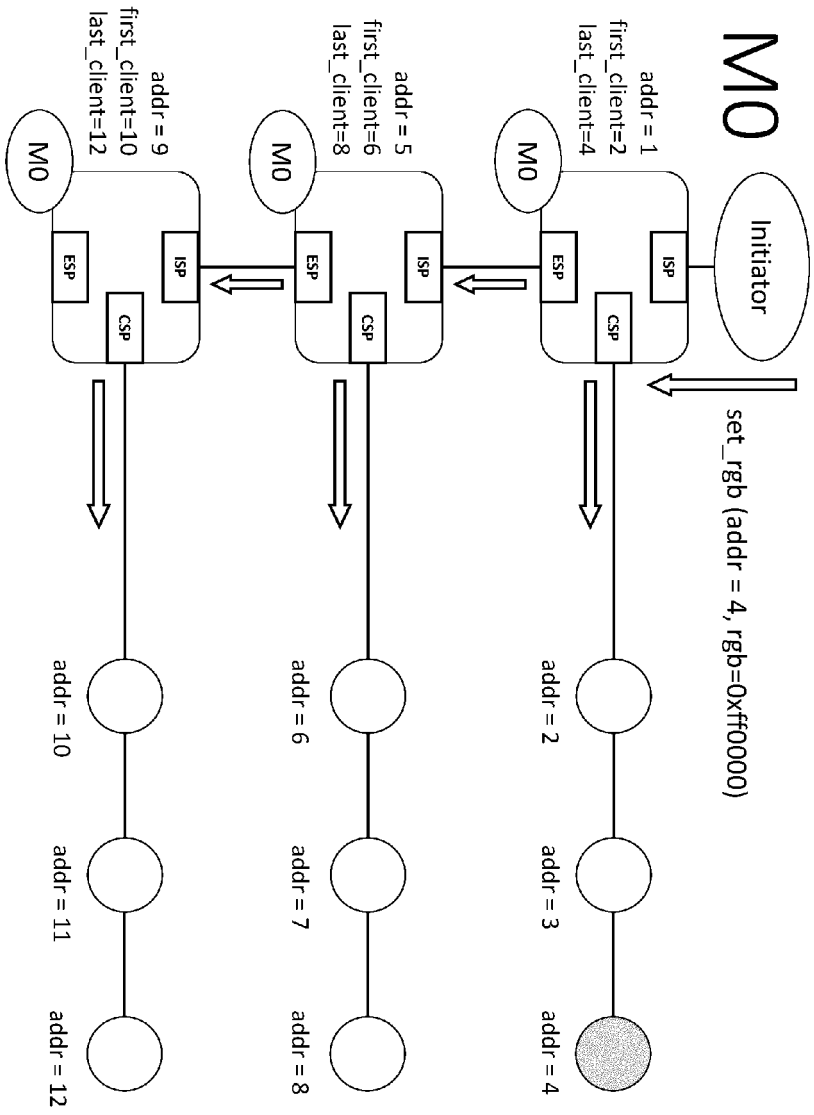 M0
Initiator
set_rgb (addr = 4, rgb=0xff0000)
addr = 1
first_client=2
last_client=4
M0
ISP
ESP
CSP
addr = 2
addr = 3
addr = 4
addr = 5
first_client=6
last_client=8
M0
ISP
ESP
CSP
addr = 6
addr = 7
addr = 8
addr = 9
first_client=10
last_client=12
M0
ISP
ESP
CSP
addr = 10
addr = 11
addr = 12